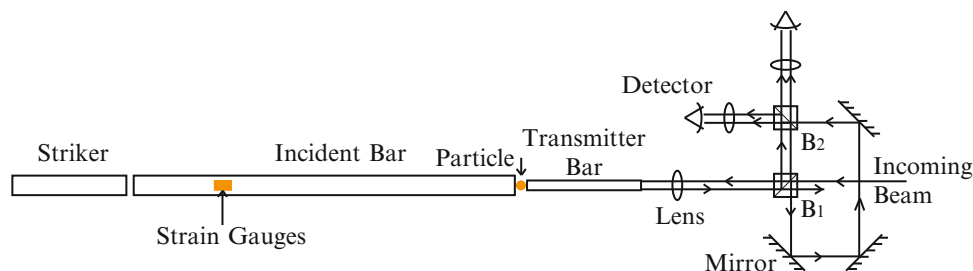 Detector
B2
Striker
Incident Bar
Particle
Transmitter
Bar
Incoming
Beam
B1
Lens
Strain Gauges
Mirror